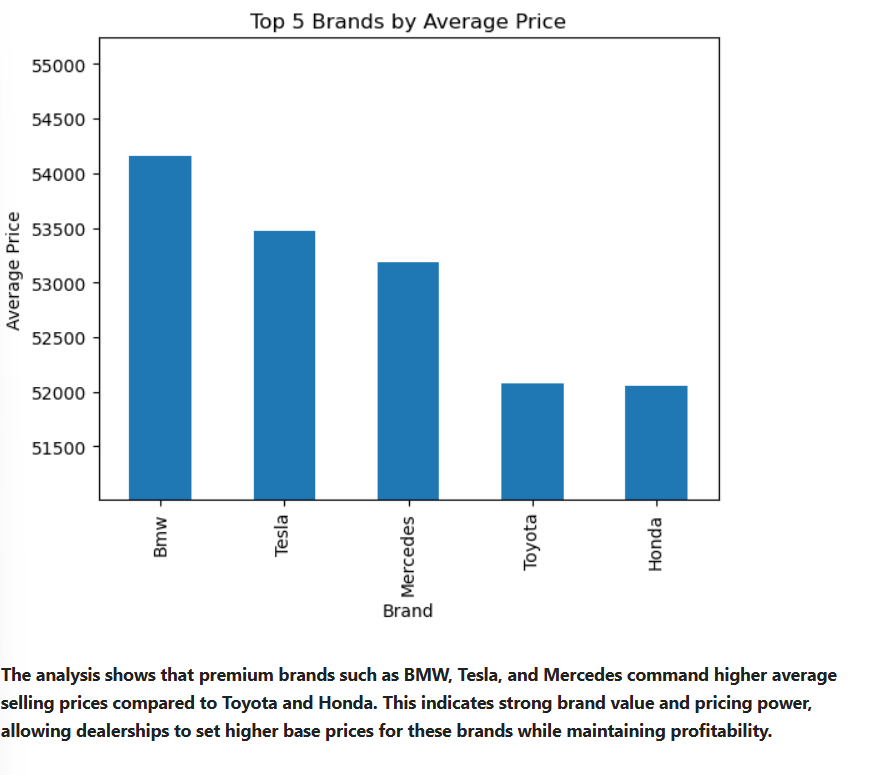 Top 5 Brands by Average Price
55000
54500
54000
53500
53000
52500
52000
51500
Average Price
Bmw
Tesla
Mercedes
Toyota
Honda
Brand
The analysis shows that premium brands such as BMW, Tesla, and Mercedes command higher average
selling prices compared to Toyota and Honda. This indicates strong brand value and pricing power,
allowing dealerships to set higher base prices for these brands while maintaining profitability.